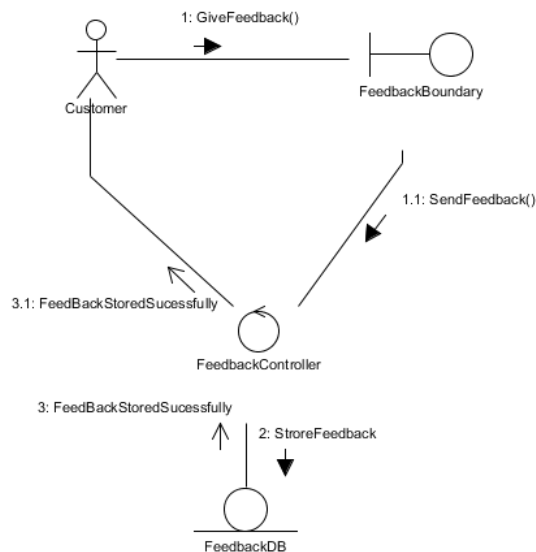 1: GiveFeedback()
Customer
FeedbackBoundary
1.1: SendFeedback()
3.1: FeedBackStoredSucessfully
FeedbackController
3: FeedBackStoredSucessfully
2: StroreFeedback
FeedbackDB